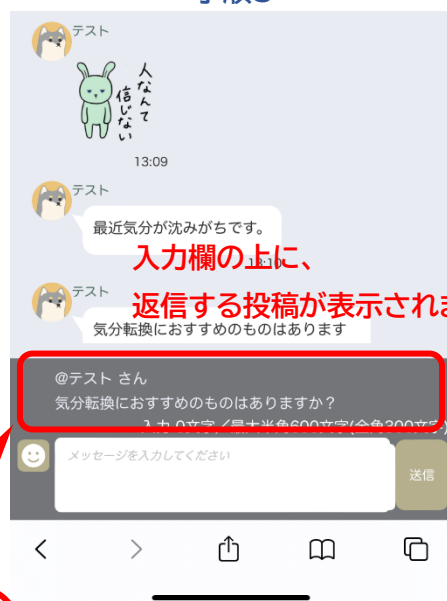 テスト
人なんて
信じない
13:09
テスト
最近気分が沈みがちです。
13:10
入力欄の上に、
テスト
返信する投稿が表示されま
気分転換におすすめのものはあります
@テスト さん
気分転換におすすめのものはありますか？
入力 0文字／最大半角600文字(全角300文字)
メッセージを入力してください
送信